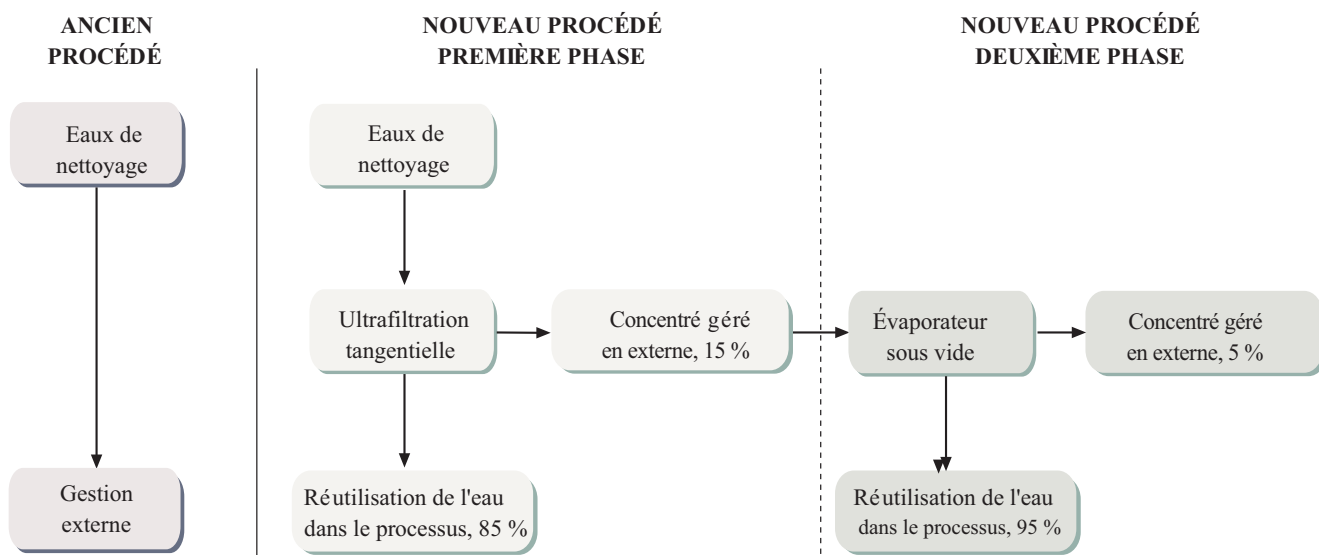 ANCIEN
PROCÉDÉ
Eaux de
nettoyage
Gestion
externe
NOUVEAU PROCÉDÉ
PREMIÈRE PHASE
Eaux de
nettoyage
Ultrafiltration
tangentielle
Concentré géré
en externe, 15 %
Réutilisation de l'eau
dans le processus, 85 %
NOUVEAU PROCÉDÉ
DEUXIÈME PHASE
Évaporateur
sous vide
Concentré géré
en externe, 5 %
Réutilisation de l'eau
dans le processus, 95 %